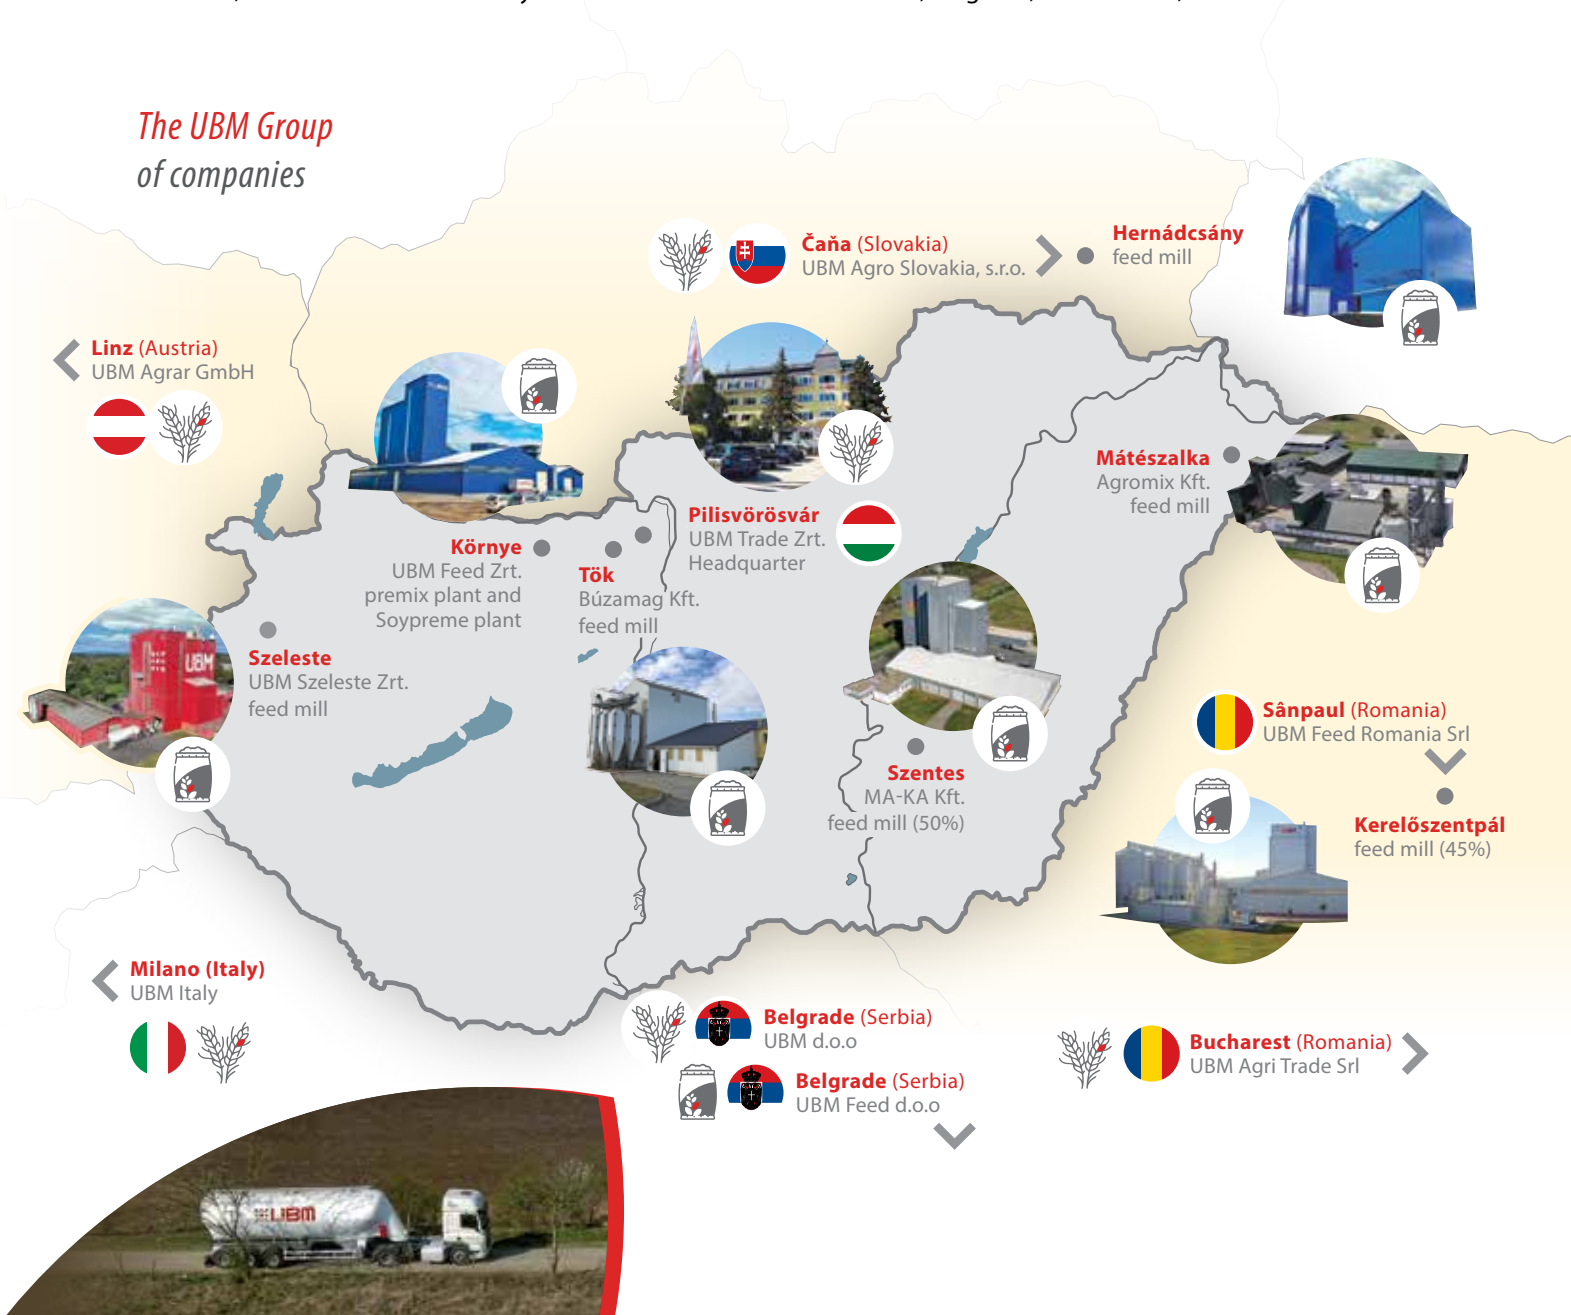 The UBM Group
of companies
Čaňa (Slovakia)
UBM Agro Slovakia, s.r.o.
Hernádcsány
feed mill
Linz (Austria)
UBM Agrar GmbH
Mátészalka
Agromix Kft.
feed mill
Pilisvörösvár
UBM Trade Zrt.
Headquarter
Környe
UBM Feed Zrt.
premix plant and
Soypreme plant
Tök
Búzamag Kft.
feed mill
Szeleste
UBM Szeleste Zrt.
feed mill
UBM
Sânpaul (Romania)
UBM Feed Romania Srl
Szentes
MA-KA Kft.
feed mill (50%)
Kerelőszentpál
feed mill (45%)
Milano (Italy)
UBM Italy
Belgrade (Serbia)
UBM d.o.o
Belgrade (Serbia)
UBM Feed d.o.o
Bucharest (Romania)
UBM Agri Trade Srl
UBM